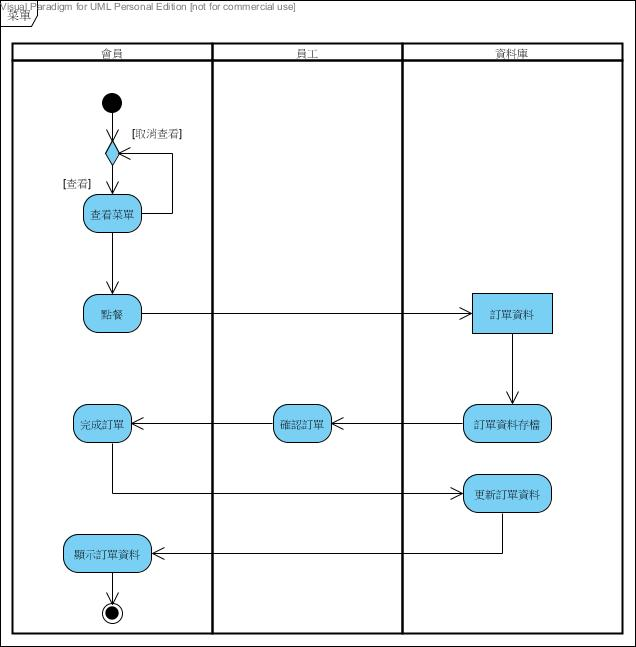 Visual Paradigm for UML Personal Edition [not for commercial use]
菜單
會員
員工
資料庫
[取消查看]
[查看]
查看菜單
點餐
訂單資料
完成訂單
確認訂單
訂單資料存檔
更新訂單資料
顯示訂單資料